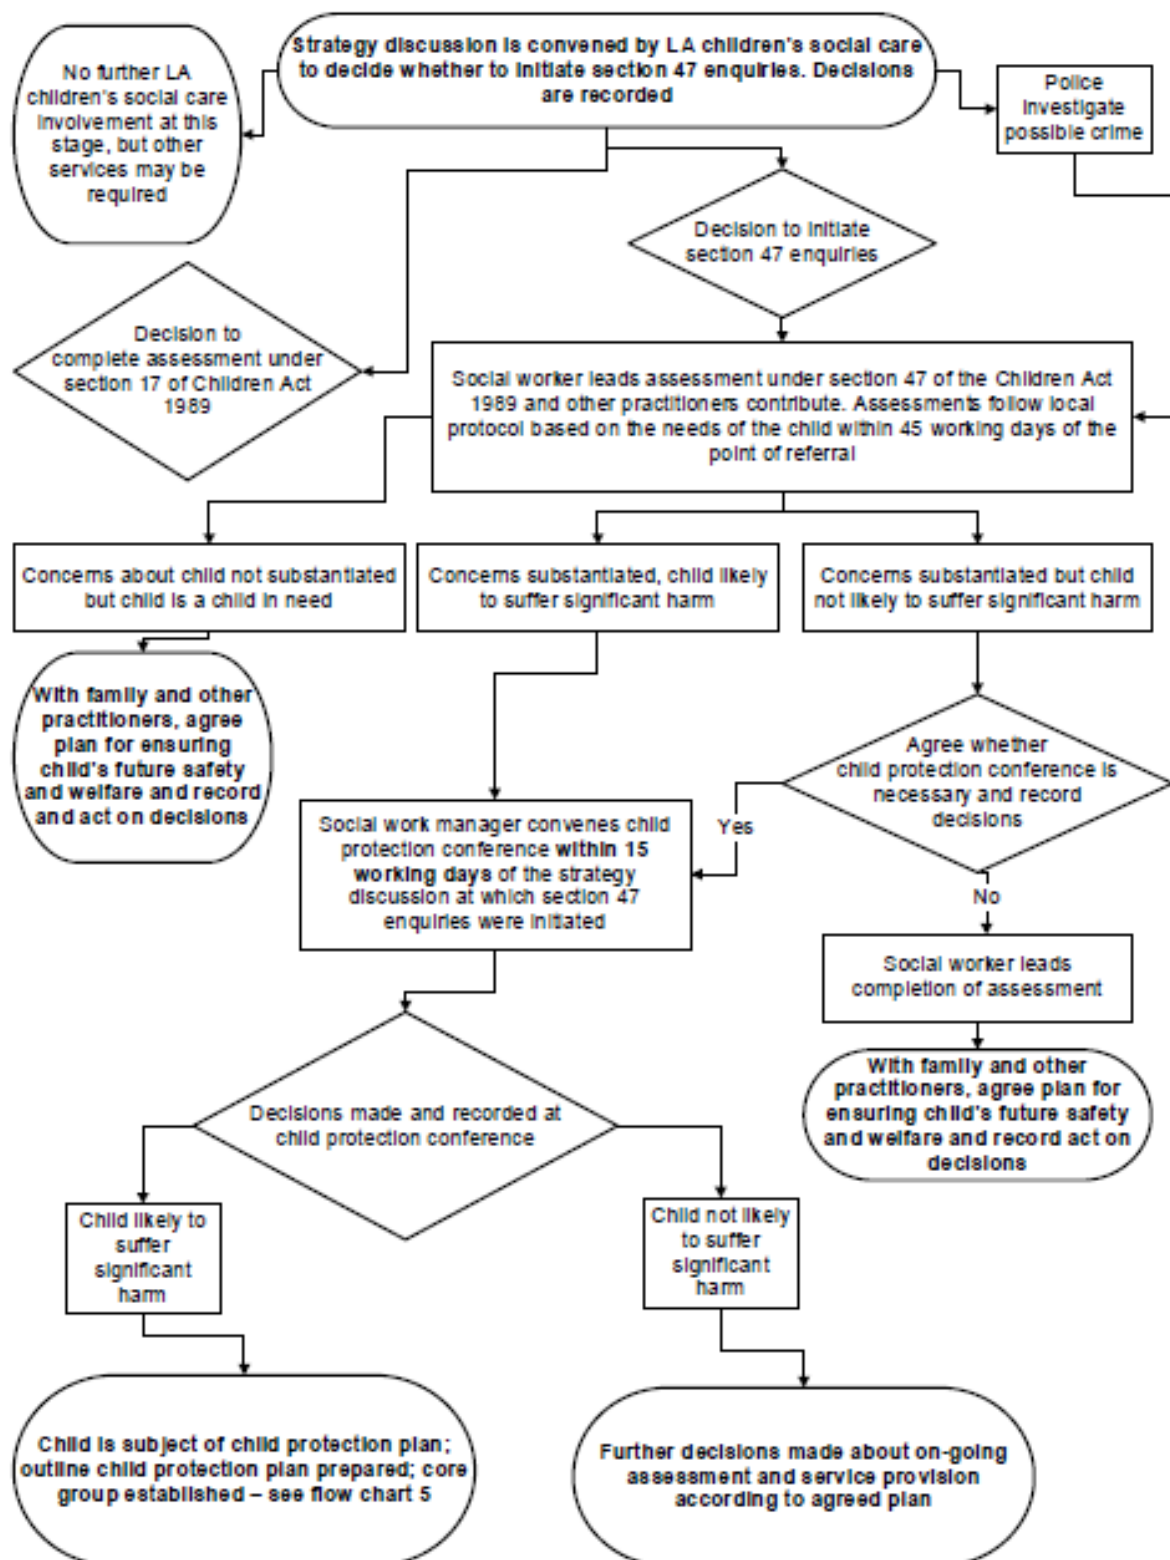 Strategy discussion is convened by LA children's social care
to decide whether to initiate section 47 enquiries. Decisions
are recorded
No further LA
children's social care
involvement at this
stage, but other
services may be
required
Police
investigate
possible crime
Decision to initiate
section 47 enquiries
Decision to
complete assessment under
section 17 of Children Act
1989
Social worker leads assessment under section 47 of the Children Act
1989 and other practitioners contribute. Assessments follow local
protocol based on the needs of the child within 45 working days of the
point of referral
Concerns about child not substantiated
but child is a child in need
Concerns substantiated, child likely
to suffer significant harm
Concerns substantiated but child
not likely to suffer significant harm
With family and other
practitioners, agree
plan for ensuring
child's future safety
and welfare and record
and act on decisions
Agree whether
child protection conference is
necessary and record
decisions
Yes
No
Social work manager convenes child
protection conference within 15
working days of the strategy
discussion at which section 47
enquiries were initiated
Social worker leads
completion of assessment
With family and other
practitioners, agree plan for
ensuring child's future safety
and welfare and record act on
decisions
Decisions made and recorded at
child protection conference
Child likely to
suffer
significant
harm
Child not likely
to suffer
significant
harm
Child is subject of child protection plan;
outline child protection plan prepared; core
group established – see flow chart 5
Further decisions made about on-going
assessment and service provision
according to agreed plan